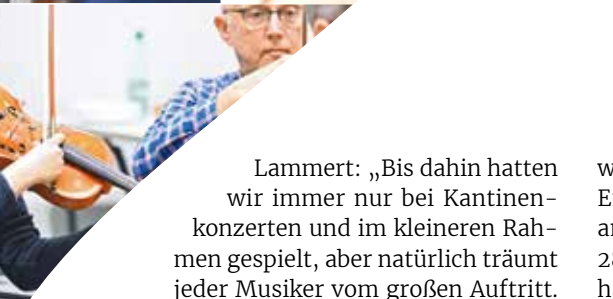 Lammert: „Bis dahin hatten
wir immer nur bei Kantinen-
konzerten und im kleineren Rah-
men gespielt, aber natürlich träumt
jeder Musiker vom großen Auftritt.